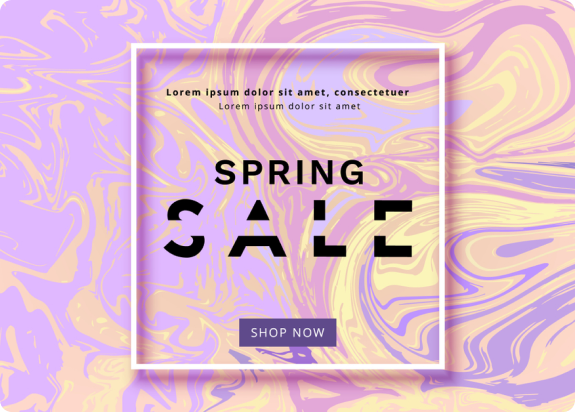 Lorem ipsum dolor sit amet, consectetuer
Lorem ipsum dolor sit amet
SPRING
SALE
SHOP NOW